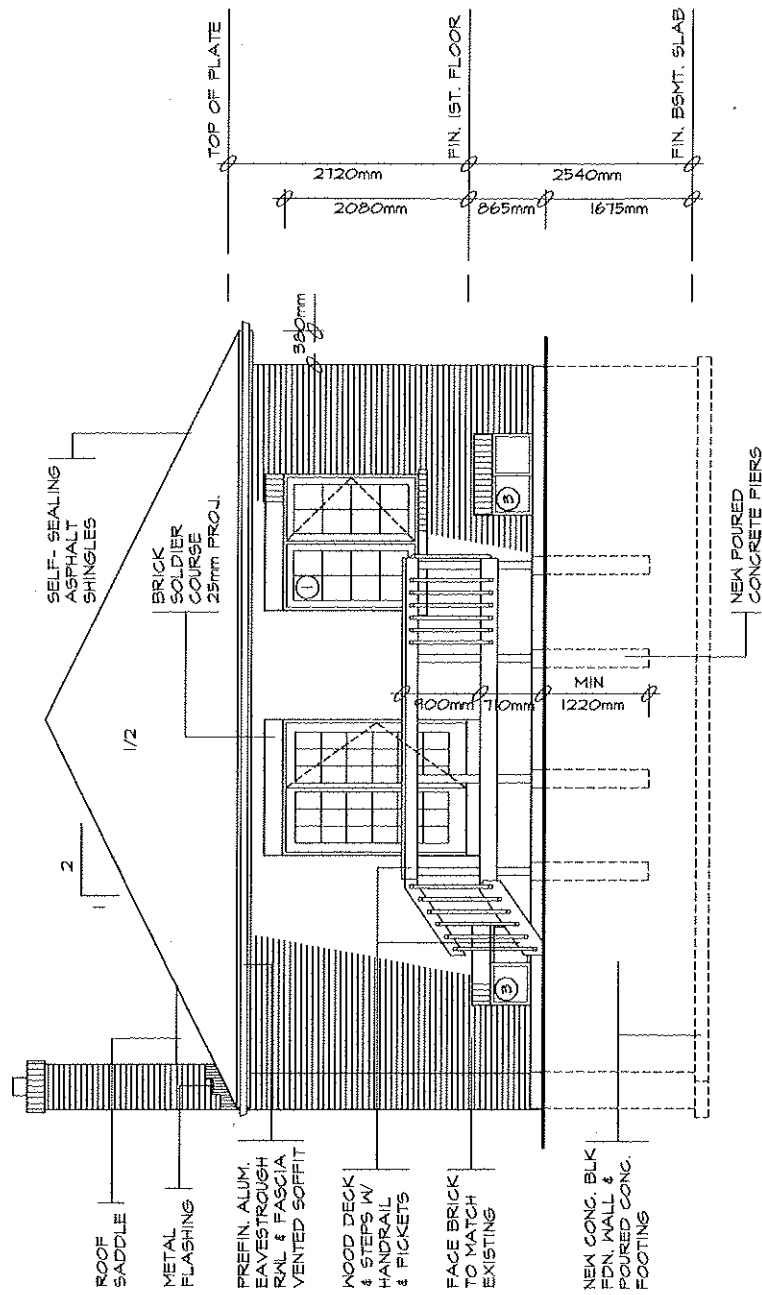 TOP OF PLATE
FIN. 1ST. FLOOR
FIN. BSMT. SLAB
2720mm
2540mm
2080mm
865mm
1675mm
380mm
SELF-SEALING
ASPHALT
SHINGLES
BRICK
SOLDIER
COURSE
25mm PROJ.
2
1
1/2
1
3
3
900mm
710mm
MIN
1220mm
NEW POURED
CONCRETE PIERS
ROOF
SADDLE
METAL
FLASHING
PREFIN. ALUM.
EAVESTROUGH
RWL & FASCIA
VENTED SOFFIT
WOOD DECK
& STEPS W/
HANDRAIL
& PICKETS
FACE BRICK
TO MATCH
EXISTING
NEW CONC. BLK
FDN. WALL &
POURED CONC.
FOOTING